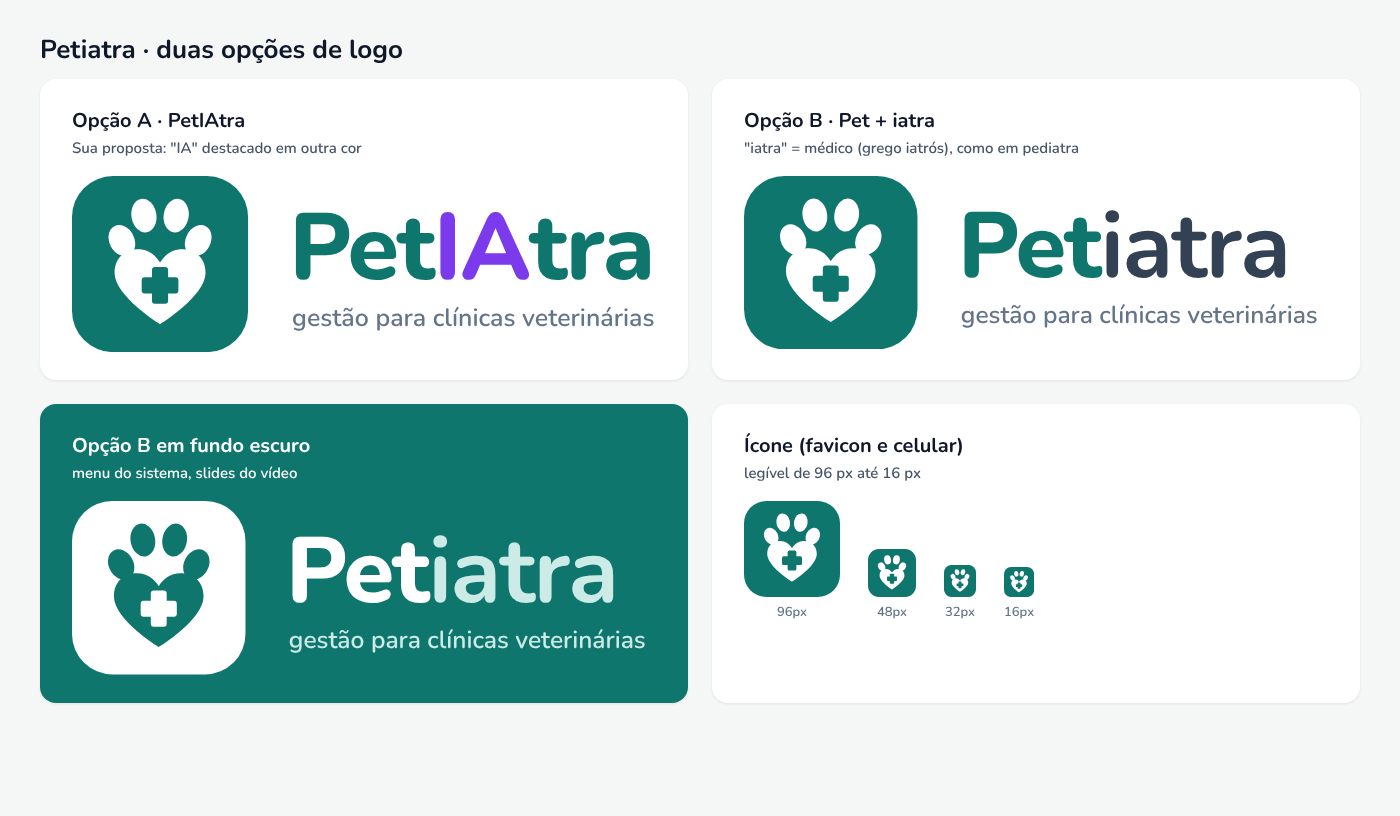 Petiatra · duas opções de logo
Opção A · PetIAtra
Sua proposta: "IA" destacado em outra cor
PetIAtra
gestão para clínicas veterinárias
Opção B · Pet + iatra
"iatra" = médico (grego iatrós), como em pediatra
Petiatra
gestão para clínicas veterinárias
Opção B em fundo escuro
menu do sistema, slides do vídeo
Petiatra
gestão para clínicas veterinárias
Ícone (favicon e celular)
legível de 96 px até 16 px
96px 48px 32px 16px